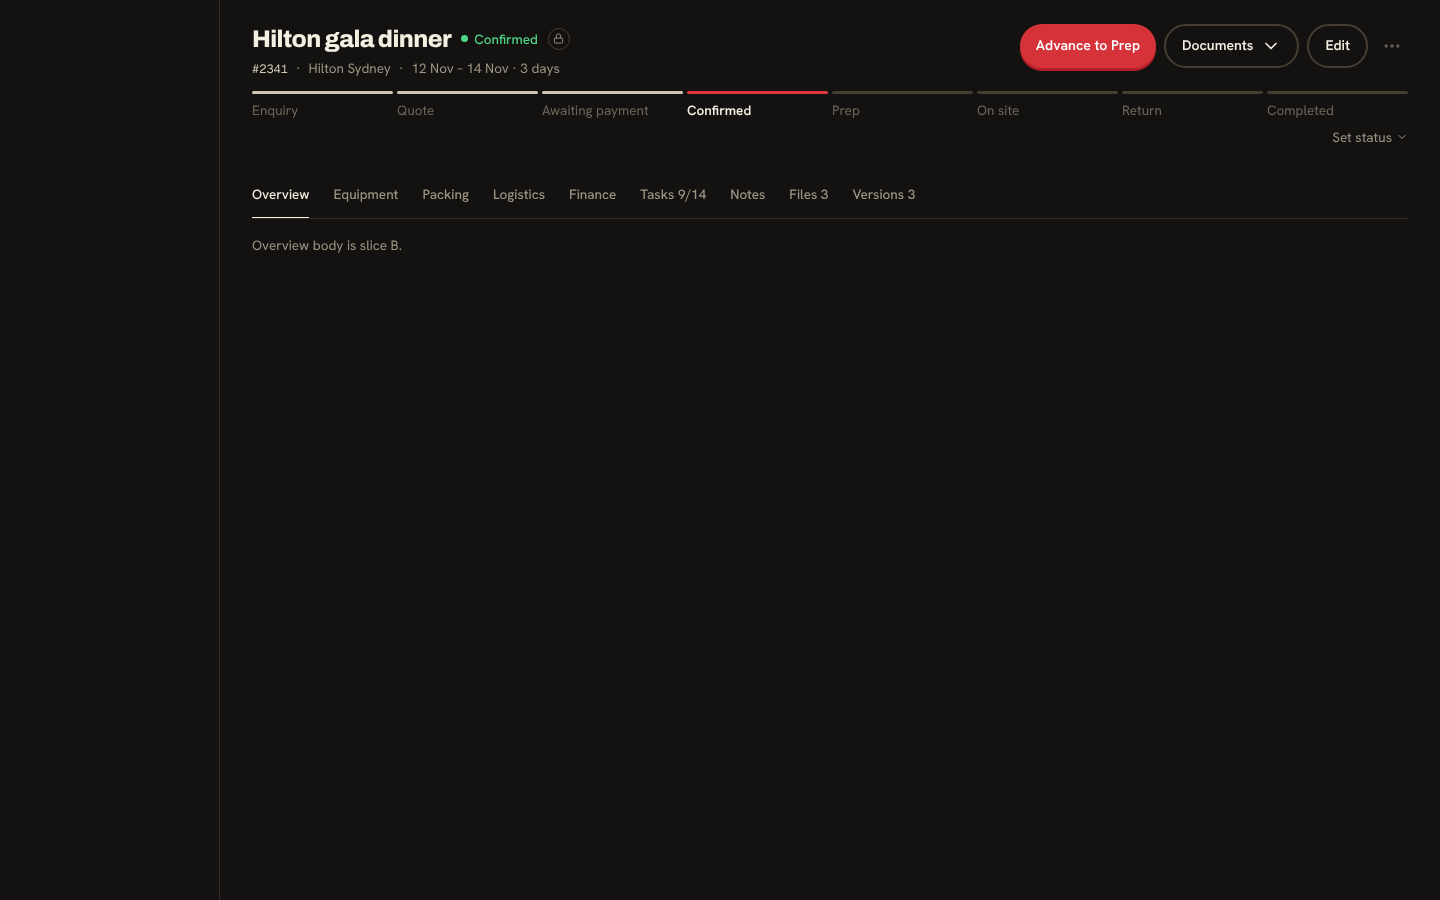 Hilton gala dinner Confirmed
Advance to Prep Documents Edit
#2341 · Hilton Sydney · 12 Nov – 14 Nov · 3 days
Enquiry Quote Awaiting payment Confirmed Prep On site Return Completed
Set status
Overview Equipment Packing Logistics Finance Tasks 9/14 Notes Files 3 Versions 3
Overview body is slice B.